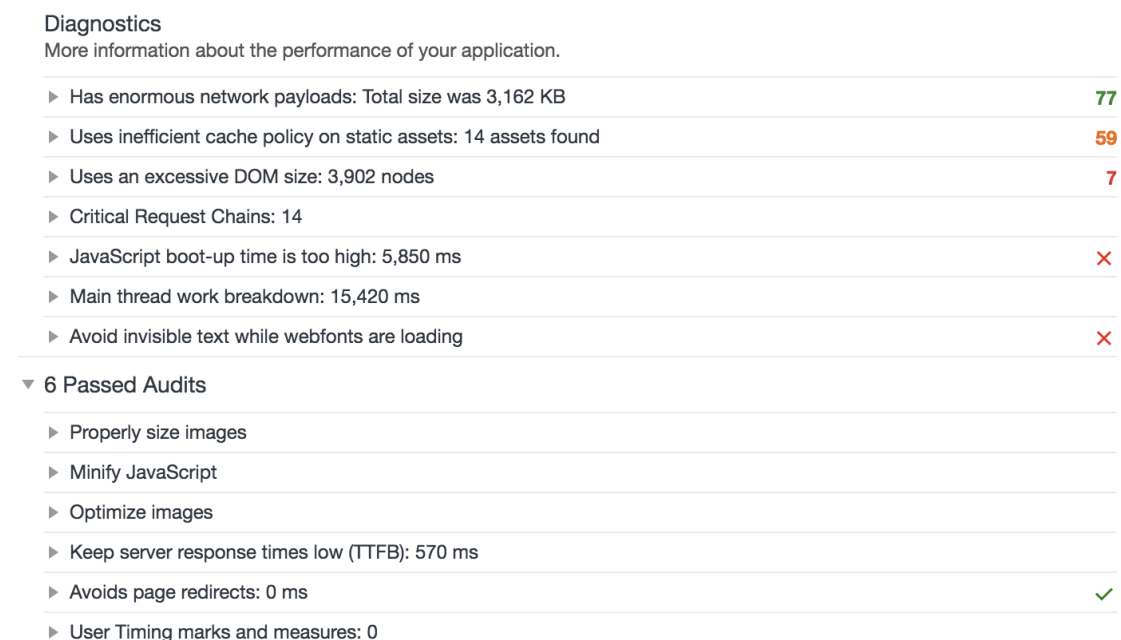 Diagnostics
More information about the performance of your application.
Has enormous network payloads: Total size was 3,162 KB 77
Uses inefficient cache policy on static assets: 14 assets found 59
Uses an excessive DOM size: 3,902 nodes 7
Critical Request Chains: 14
JavaScript boot-up time is too high: 5,850 ms
Main thread work breakdown: 15,420 ms
Avoid invisible text while webfonts are loading
6 Passed Audits
Properly size images
Minify JavaScript
Optimize images
Keep server response times low (TTFB): 570 ms
Avoids page redirects: 0 ms
User Timing marks and measures: 0